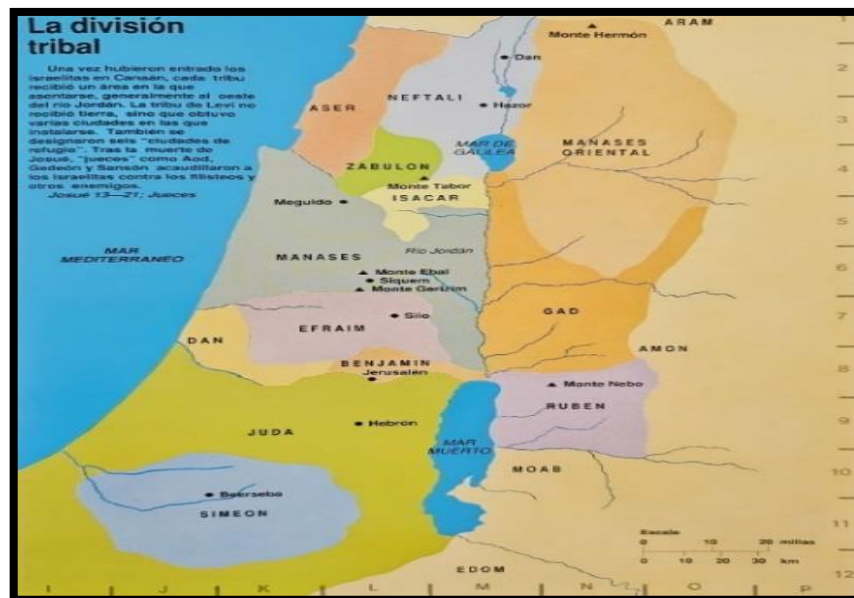 La división
tribal
Una vez hubieron entrado los
israelitas en Canaán, cada tribu
recibió un área en la que
asentarse, generalmente al oeste
del río Jordán. La tribu de Leví no
recibió tierra, sino que obtuvo
varias ciudades en las que
instalarse. También se
designaron seis "ciudades de
refugio". Tras la muerte de
Josué, "jueces" como Aod,
Gedeón y Sansón acaudillaron a
los israelitas contra los filisteos y
otros enemigos.
Josué 13—21; Jueces
ARAM
Monte Hermón
Dan
NEFTALI
Hazor
ASER
MAR DE
GALILEA
MANASES
ORIENTAL
ZABULON
Monte Tabor
ISACAR
Meguido
MAR
MEDITERRANEO
Río Jordán
MANASES
Monte Ebal
Siquem
Monte Gerizim
GAD
Silo
EFRAIM
DAN
AMON
BENJAMIN
Jerusalén
Monte Nebo
RUBEN
Hebrón
JUDA
MAR
MUERTO
MOAB
Beerseba
SIMEON
Escala
0 10 20 millas
0 10 20 30 km
EDOM
1
2
3
4
5
6
7
8
9
10
11
12
I J K L M N O P